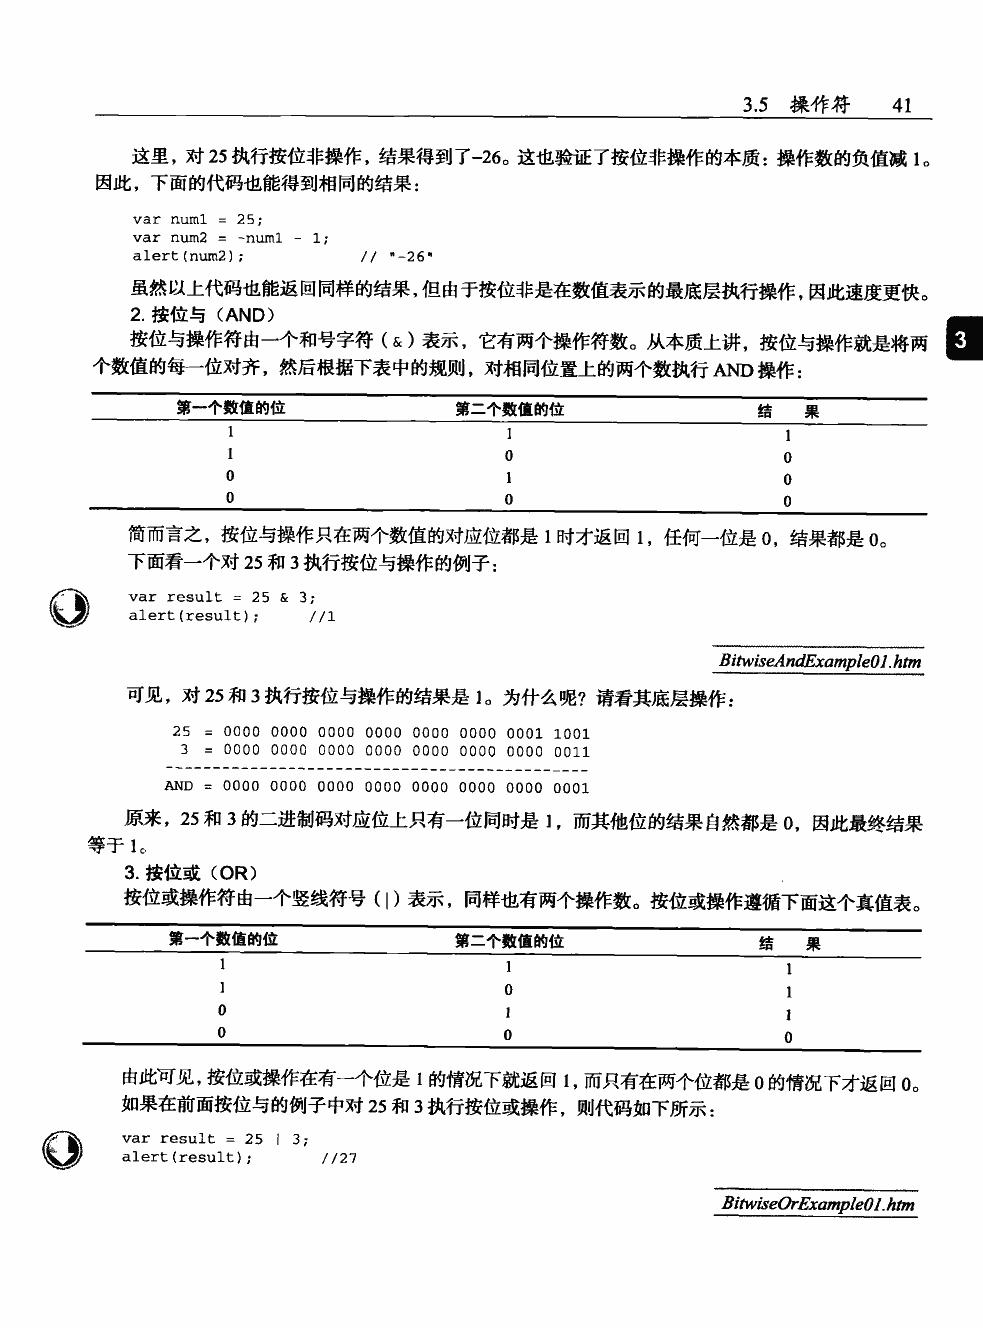 3.5 操作符 41
这里，对 25 执行按位非操作，结果得到了–26。这也验证了按位非操作的本质：操作数的负值减 1。
因此，下面的代码也能得到相同的结果：
var num1 = 25;
var num2 = -num1 - 1;
alert(num2); // "-26"
虽然以上代码也能返回同样的结果，但由于按位非是在数值表示的最底层执行操作，因此速度更快。
2. 按位与（AND）
按位与操作符由一个和号字符（&）表示，它有两个操作符数。从本质上讲，按位与操作就是将两
3
个数值的每一位对齐，然后根据下表中的规则，对相同位置上的两个数执行 AND 操作：
第一个数值的位 第二个数值的位 结 果
1 1 1
1 0 0
0 1 0
0 0 0
简而言之，按位与操作只在两个数值的对应位都是 1 时才返回 1，任何一位是 0，结果都是 0。
下面看一个对 25 和 3 执行按位与操作的例子：
var result = 25 & 3;
alert(result); //1
BitwiseAndExample01.htm
可见，对 25 和 3 执行按位与操作的结果是 1。为什么呢？请看其底层操作：
25 = 0000 0000 0000 0000 0000 0000 0001 1001
3 = 0000 0000 0000 0000 0000 0000 0000 0011
---------------------------------------------
AND = 0000 0000 0000 0000 0000 0000 0000 0001
原来，25 和 3 的二进制码对应位上只有一位同时是 1，而其他位的结果自然都是 0，因此最终结果
等于 1。
3. 按位或（OR）
按位或操作符由一个竖线符号（|）表示，同样也有两个操作数。按位或操作遵循下面这个真值表。
第一个数值的位 第二个数值的位 结 果
1 1 1
1 0 1
0 1 1
0 0 0
由此可见，按位或操作在有一个位是 1 的情况下就返回 1，而只有在两个位都是 0 的情况下才返回 0。
如果在前面按位与的例子中对 25 和 3 执行按位或操作，则代码如下所示：
var result = 25 | 3;
alert(result); //27
BitwiseOrExample01.htm